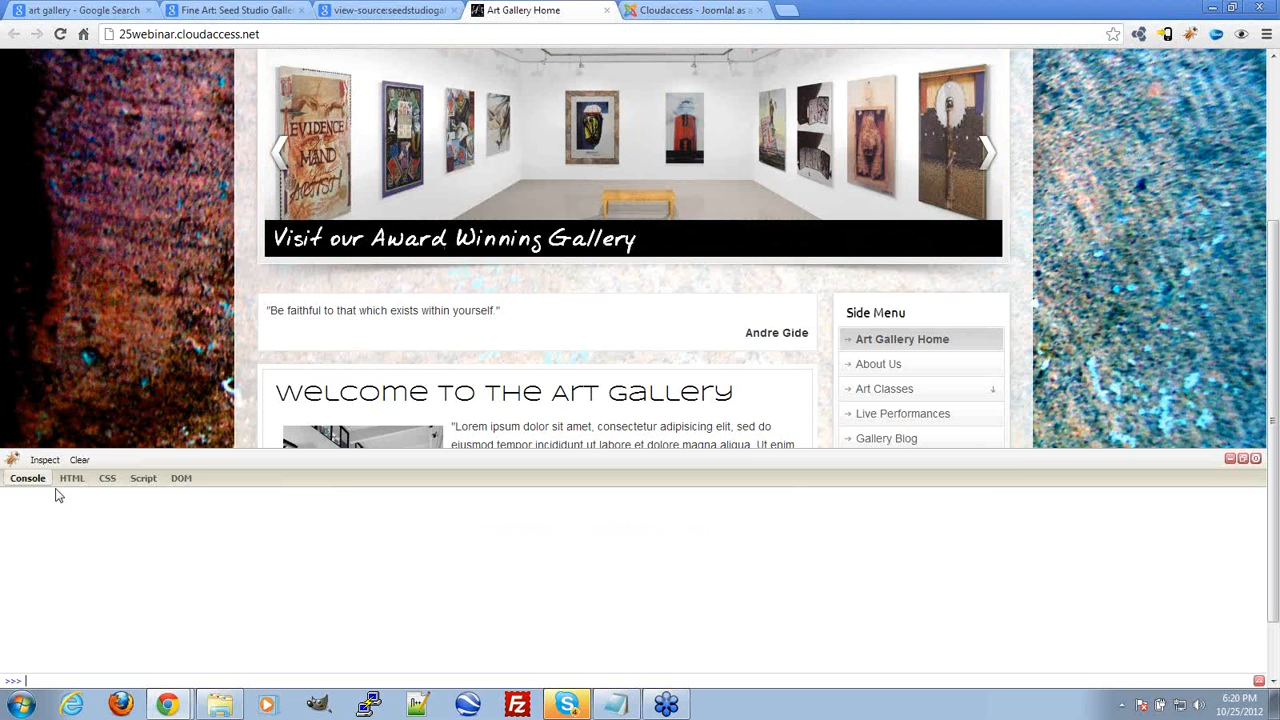 art gallery - Google Search
Fine Art: Seed Studio Galle
view-source:seedstudioga
Art Gallery Home
Cloudaccess - Joomla! as a
25webinar.cloudaccess.net
EVIDENCE
MAND
ARTIST!
Visit our Award Winning Gallery
"Be faithful to that which exists within yourself."
Andre Gide
Side Menu
Art Gallery Home
About Us
Art Classes
Live Performances
Gallery Blog
Welcome to the Art Gallery
"Lorem ipsum dolor sit amet, consectetur adipisicing elit, sed do
eiusmod tempor incididunt ut labore et dolore magna aliqua. Ut enim
Inspect Clear
Console HTML CSS Script DOM
>>>
6:20 PM
10/25/2012